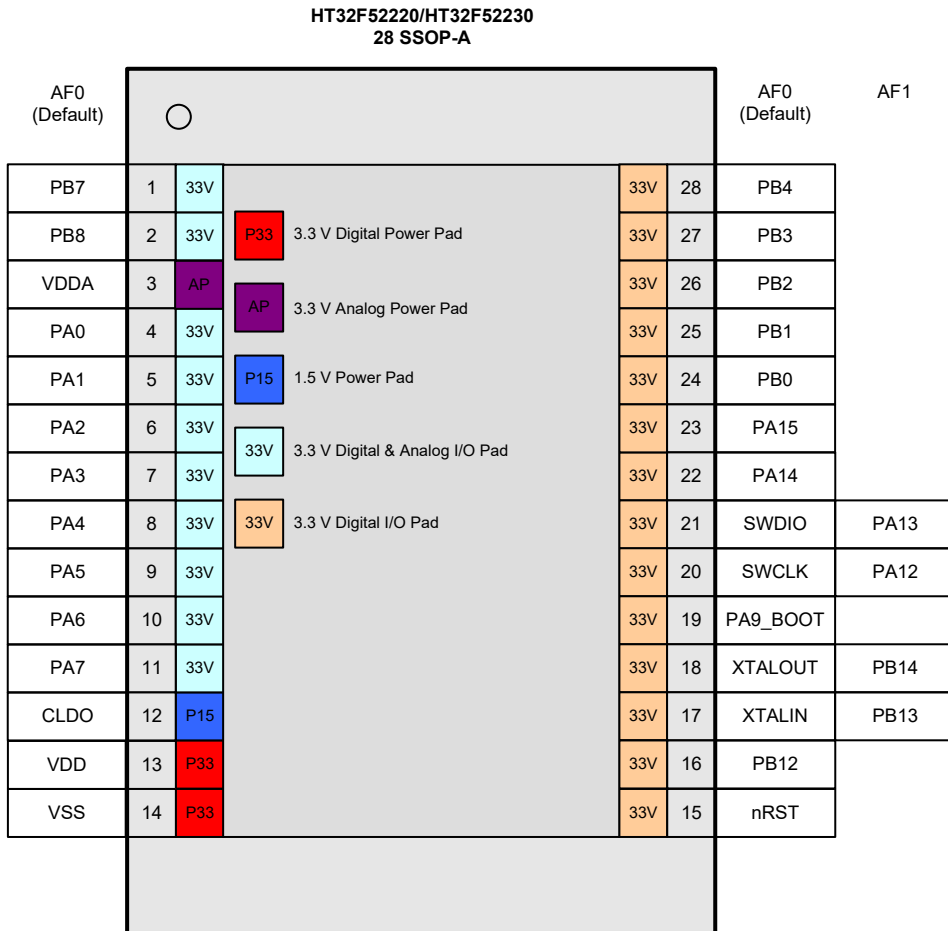 HT32F52220/HT32F52230
28 SSOP-A
AF0
(Default)
AF0
(Default)
AF1
PB7 1 33V 33V 28 PB4
PB8 2 33V 33V 27 PB3
P33 3.3 V Digital Power Pad
VDDA 3 AP 33V 26 PB2
AP 3.3 V Analog Power Pad
PA0 4 33V 33V 25 PB1
PA1 5 33V 33V 24 PB0
P15 1.5 V Power Pad
PA2 6 33V 33V 23 PA15
33V 3.3 V Digital & Analog I/O Pad
PA3 7 33V 33V 22 PA14
PA4 8 33V 33V 21 SWDIO PA13
33V 3.3 V Digital I/O Pad
PA5 9 33V 33V 20 SWCLK PA12
PA6 10 33V 33V 19 PA9_BOOT
PA7 11 33V 33V 18 XTALOUT PB14
CLDO 12 P15 33V 17 XTALIN PB13
VDD 13 P33 33V 16 PB12
VSS 14 P33 33V 15 nRST